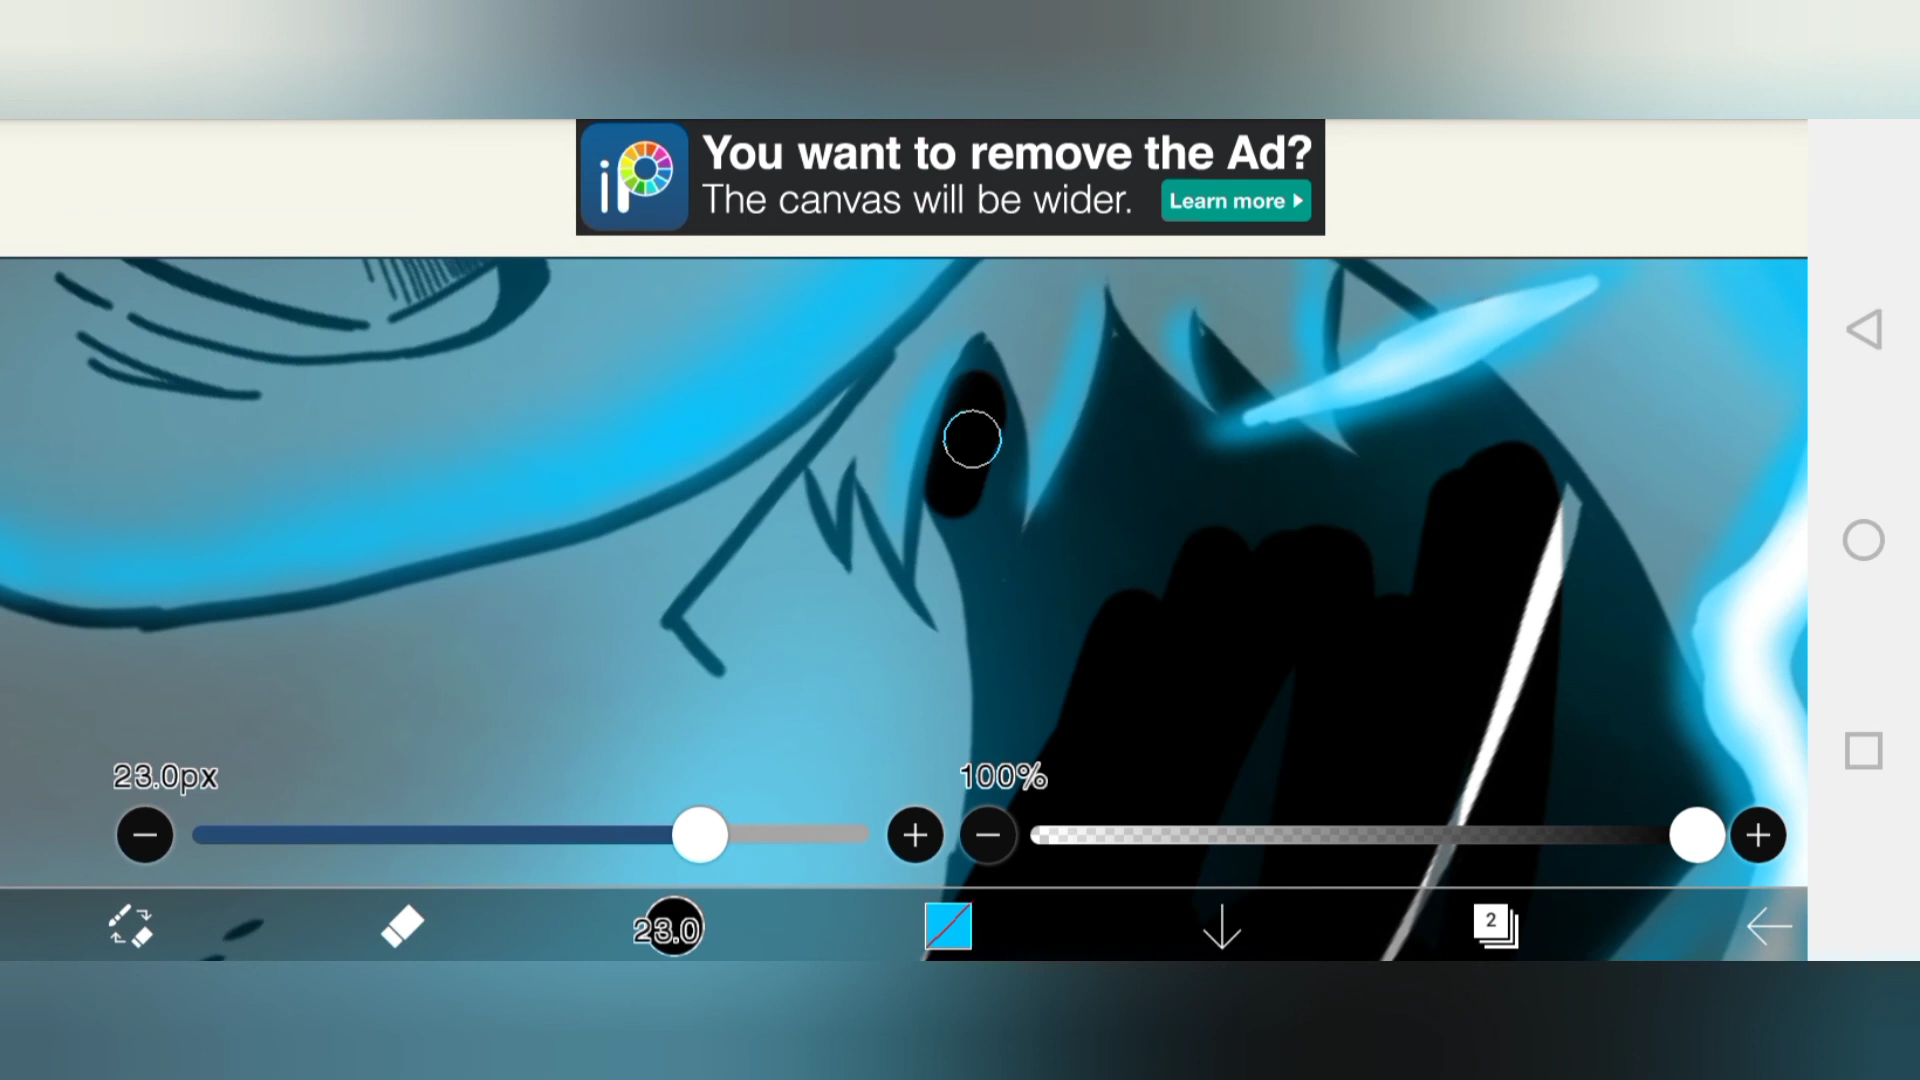 iP
You want to remove the Ad?
The canvas will be wider.
Learn more
23.0px
100%
23.0
2